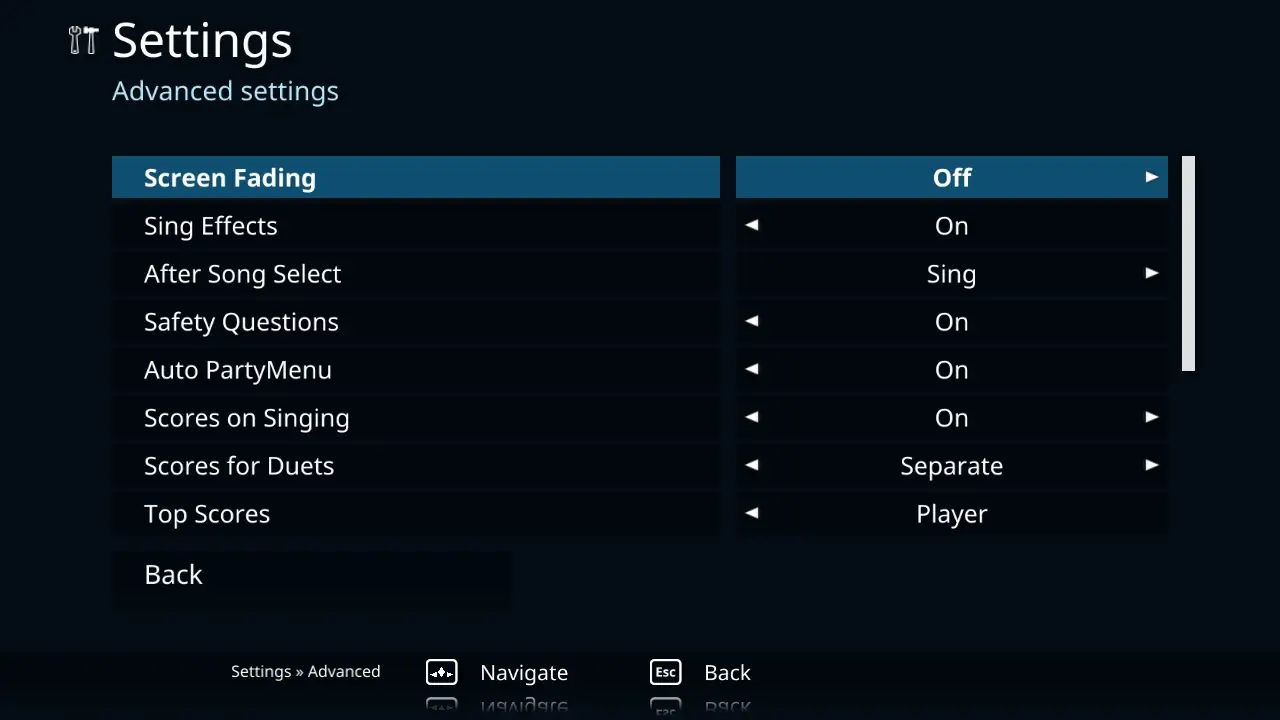 Settings
Advanced settings
Screen Fading Off
Sing Effects On
After Song Select Sing
Safety Questions On
Auto PartyMenu On
Scores on Singing On
Scores for Duets Separate
Top Scores Player
Back
Settings » Advanced Navigate Esc Back